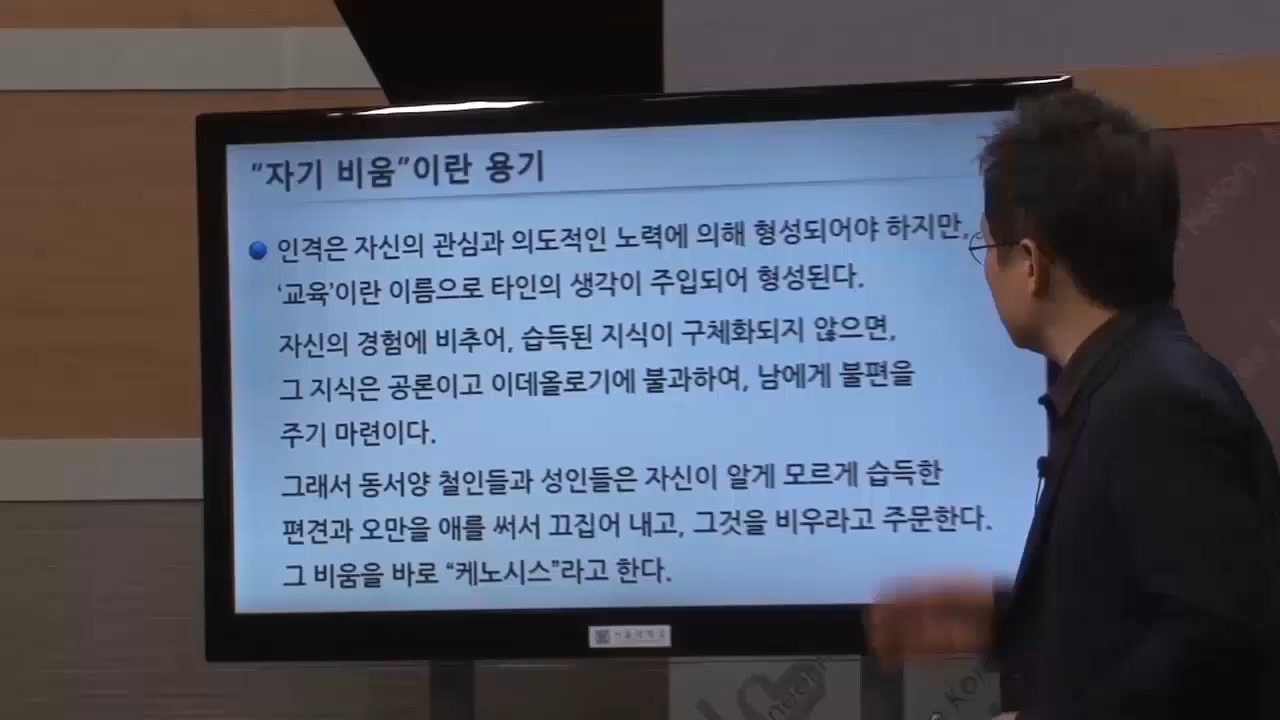 "자기 비움"이란 용기
인격은 자신의 관심과 의도적인 노력에 의해 형성되어야 하지만,
'교육'이란 이름으로 타인의 생각이 주입되어 형성된다.
자신의 경험에 비추어, 습득된 지식이 구체화되지 않으면,
그 지식은 공론이고 이데올로기에 불과하여, 남에게 불편을
주기 마련이다.
그래서 동서양 철인들과 성인들은 자신이 알게 모르게 습득한
편견과 오만을 애를 써서 끄집어 내고, 그것을 비우라고 주문한다.
그 비움을 바로 "케노시스"라고 한다.
History